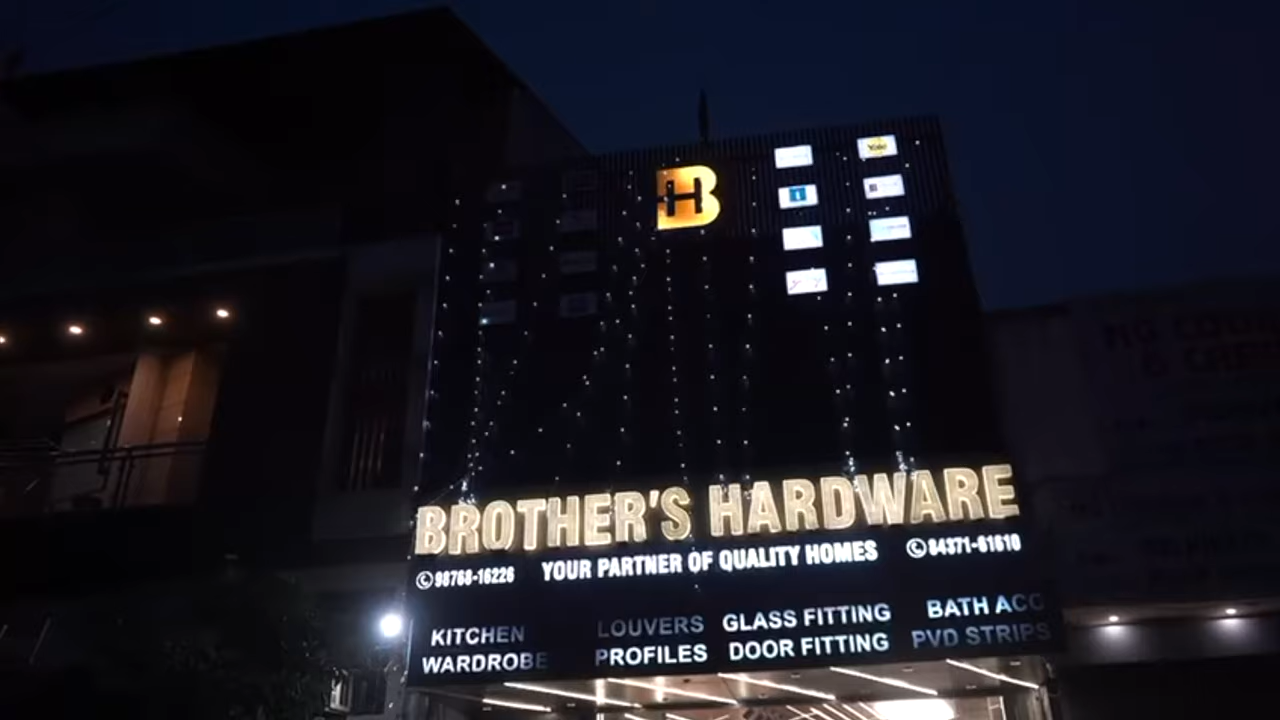 HB
Yale
BROTHER'S HARDWARE
98768-16226
YOUR PARTNER OF QUALITY HOMES
84371-61610
KITCHEN
LOUVERS
GLASS FITTING
BATH ACC
WARDROBE
PROFILES
DOOR FITTING
PVD STRIPS